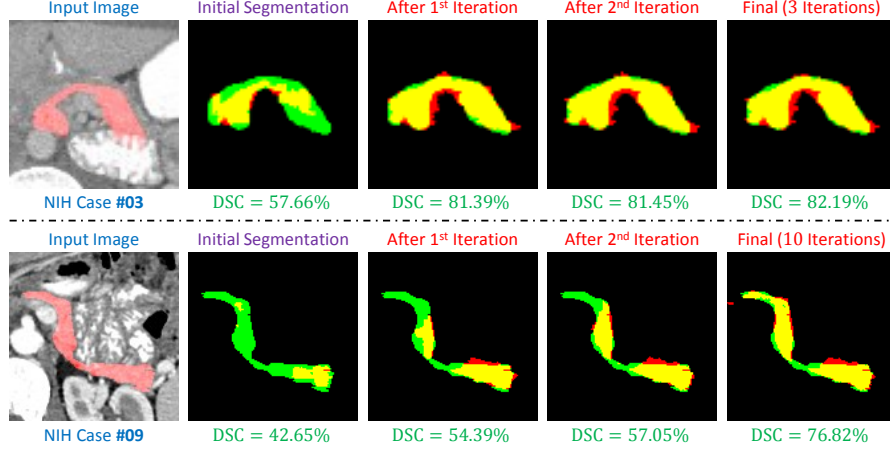 Input Image Initial Segmentation After 1st Iteration After 2nd Iteration Final (3 Iterations)
NIH Case #03 DSC = 57.66% DSC = 81.39% DSC = 81.45% DSC = 82.19%
Input Image Initial Segmentation After 1st Iteration After 2nd Iteration Final (10 Iterations)
NIH Case #09 DSC = 42.65% DSC = 54.39% DSC = 57.05% DSC = 76.82%